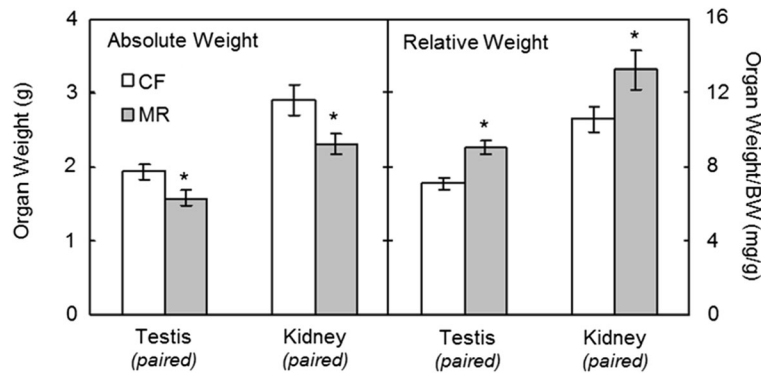 Absolute Weight
Relative Weight
CF
MR
Organ Weight (g)
4
3
2
1
0
*
*
*
*
Organ Weight/BW (mg/g)
16
12
8
4
0
Testis
(paired)
Kidney
(paired)
Testis
(paired)
Kidney
(paired)